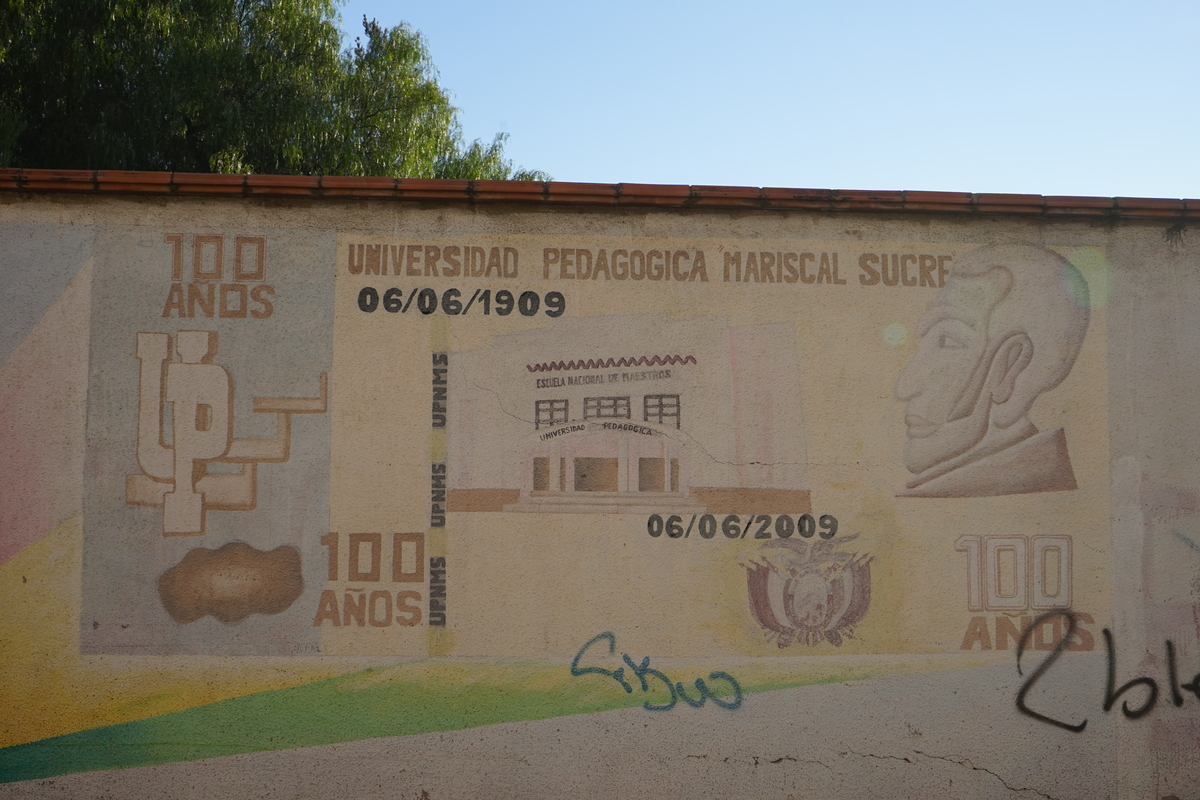 100
AÑOS
UNIVERSIDAD PEDAGOGICA "MARISCAL SUCRE"
06/06/1909
UPNMS
UPNMS
UPNMS
ESCUELA NACIONAL DE MAESTROS
UNIVERSIDAD PEDAGOGICA
06/06/2009
UP
100
AÑOS
100
AÑOS